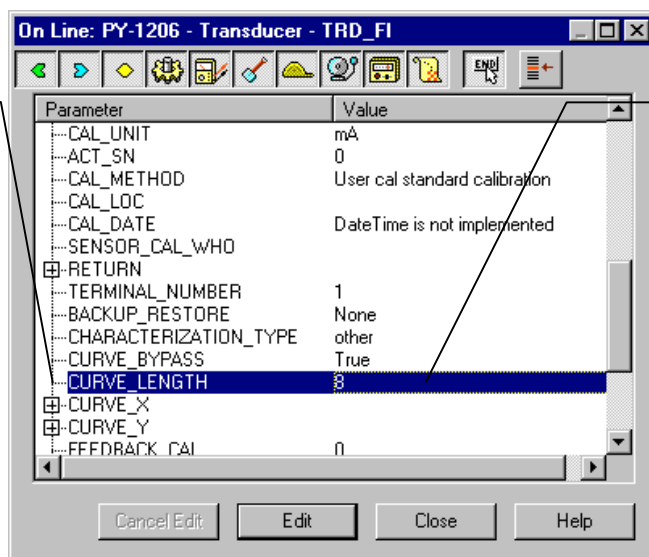 On Line: PY-1206 - Transducer - TRD_FI
END
Parameter Value
CAL_UNIT mA
ACT_SN 0
CAL_METHOD User cal standard calibration
CAL_LOC
CAL_DATE DateTime is not implemented
SENSOR_CAL_WHO
RETURN
TERMINAL_NUMBER 1
BACKUP_RESTORE None
CHARACTERIZATION_TYPE other
CURVE_BYPASS True
CURVE_LENGTH 8
CURVE_X
CURVE_Y
FEEDBACK_CAL 0
Cancel Edit Edit Close Help